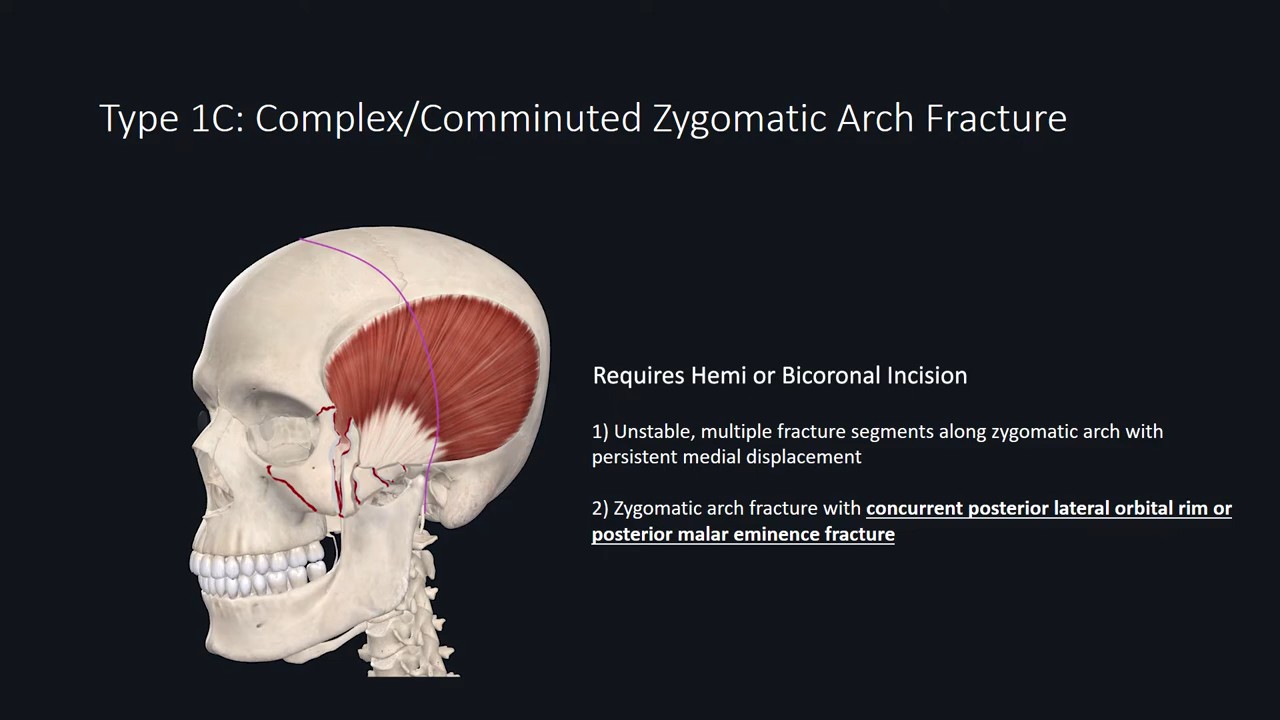 Type 1C: Complex/Comminuted Zygomatic Arch Fracture
Requires Hemi or Bicoronal Incision
1) Unstable, multiple fracture segments along zygomatic arch with
persistent medial displacement
2) Zygomatic arch fracture with concurrent posterior lateral orbital rim or
posterior malar eminence fracture